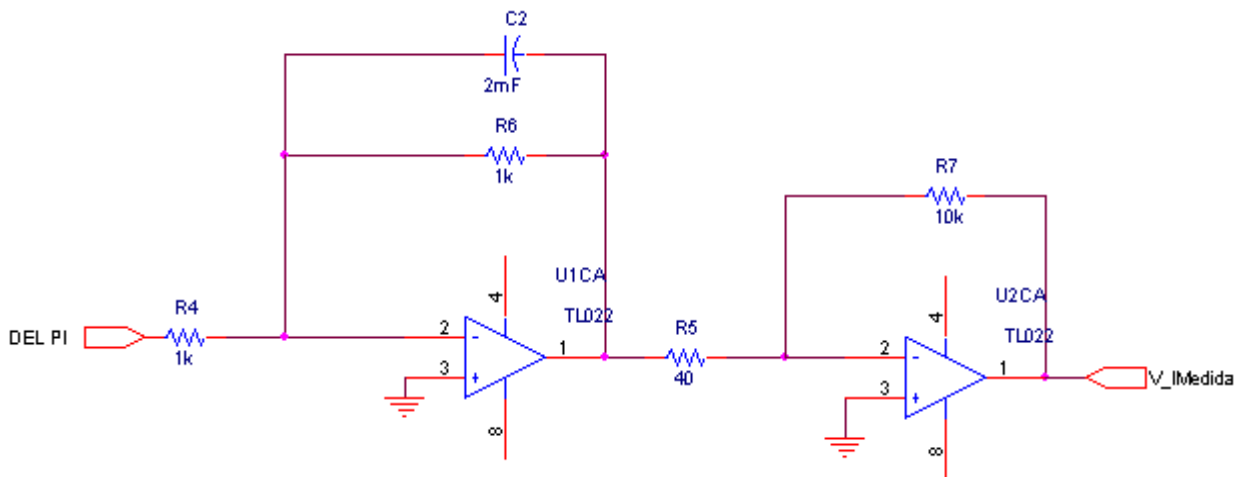 C2
2mF
R6
1k
R7
10k
U1CA
TL022
4
U2CA
TL022
4
R4
1k
DEL PI
2
-
3
+
1
8
R5
40
2
-
3
+
1
8
V_IMedida